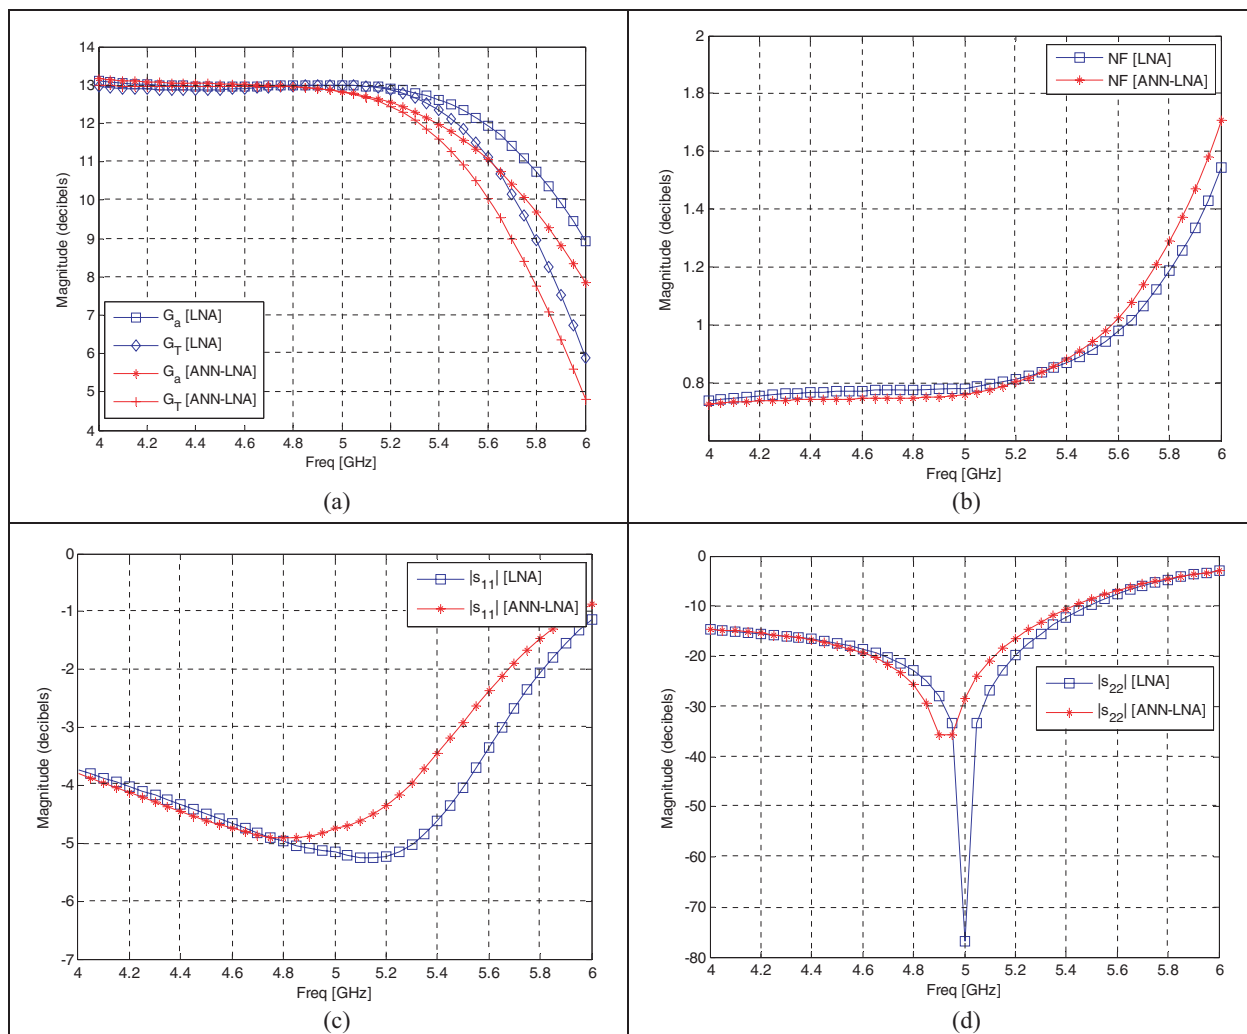 14
13
12
11
10
9
8
7
6
5
4
Magnitude (decibels)
G_a [LNA]
G_T [LNA]
G_a [ANN-LNA]
G_T [ANN-LNA]
4 4.2 4.4 4.6 4.8 5 5.2 5.4 5.6 5.8 6
Freq [GHz]
(a)
2
1.8
1.6
1.4
1.2
1
0.8
Magnitude (decibels)
NF [LNA]
NF [ANN-LNA]
4 4.2 4.4 4.6 4.8 5 5.2 5.4 5.6 5.8 6
Freq [GHz]
(b)
0
-1
-2
-3
-4
-5
-6
-7
Magnitude (decibels)
|s_11| [LNA]
|s_11| [ANN-LNA]
4 4.2 4.4 4.6 4.8 5 5.2 5.4 5.6 5.8 6
Freq [GHz]
(c)
0
-10
-20
-30
-40
-50
-60
-70
-80
Magnitude (decibels)
|s_22| [LNA]
|s_22| [ANN-LNA]
4 4.2 4.4 4.6 4.8 5 5.2 5.4 5.6 5.8 6
Freq [GHz]
(d)